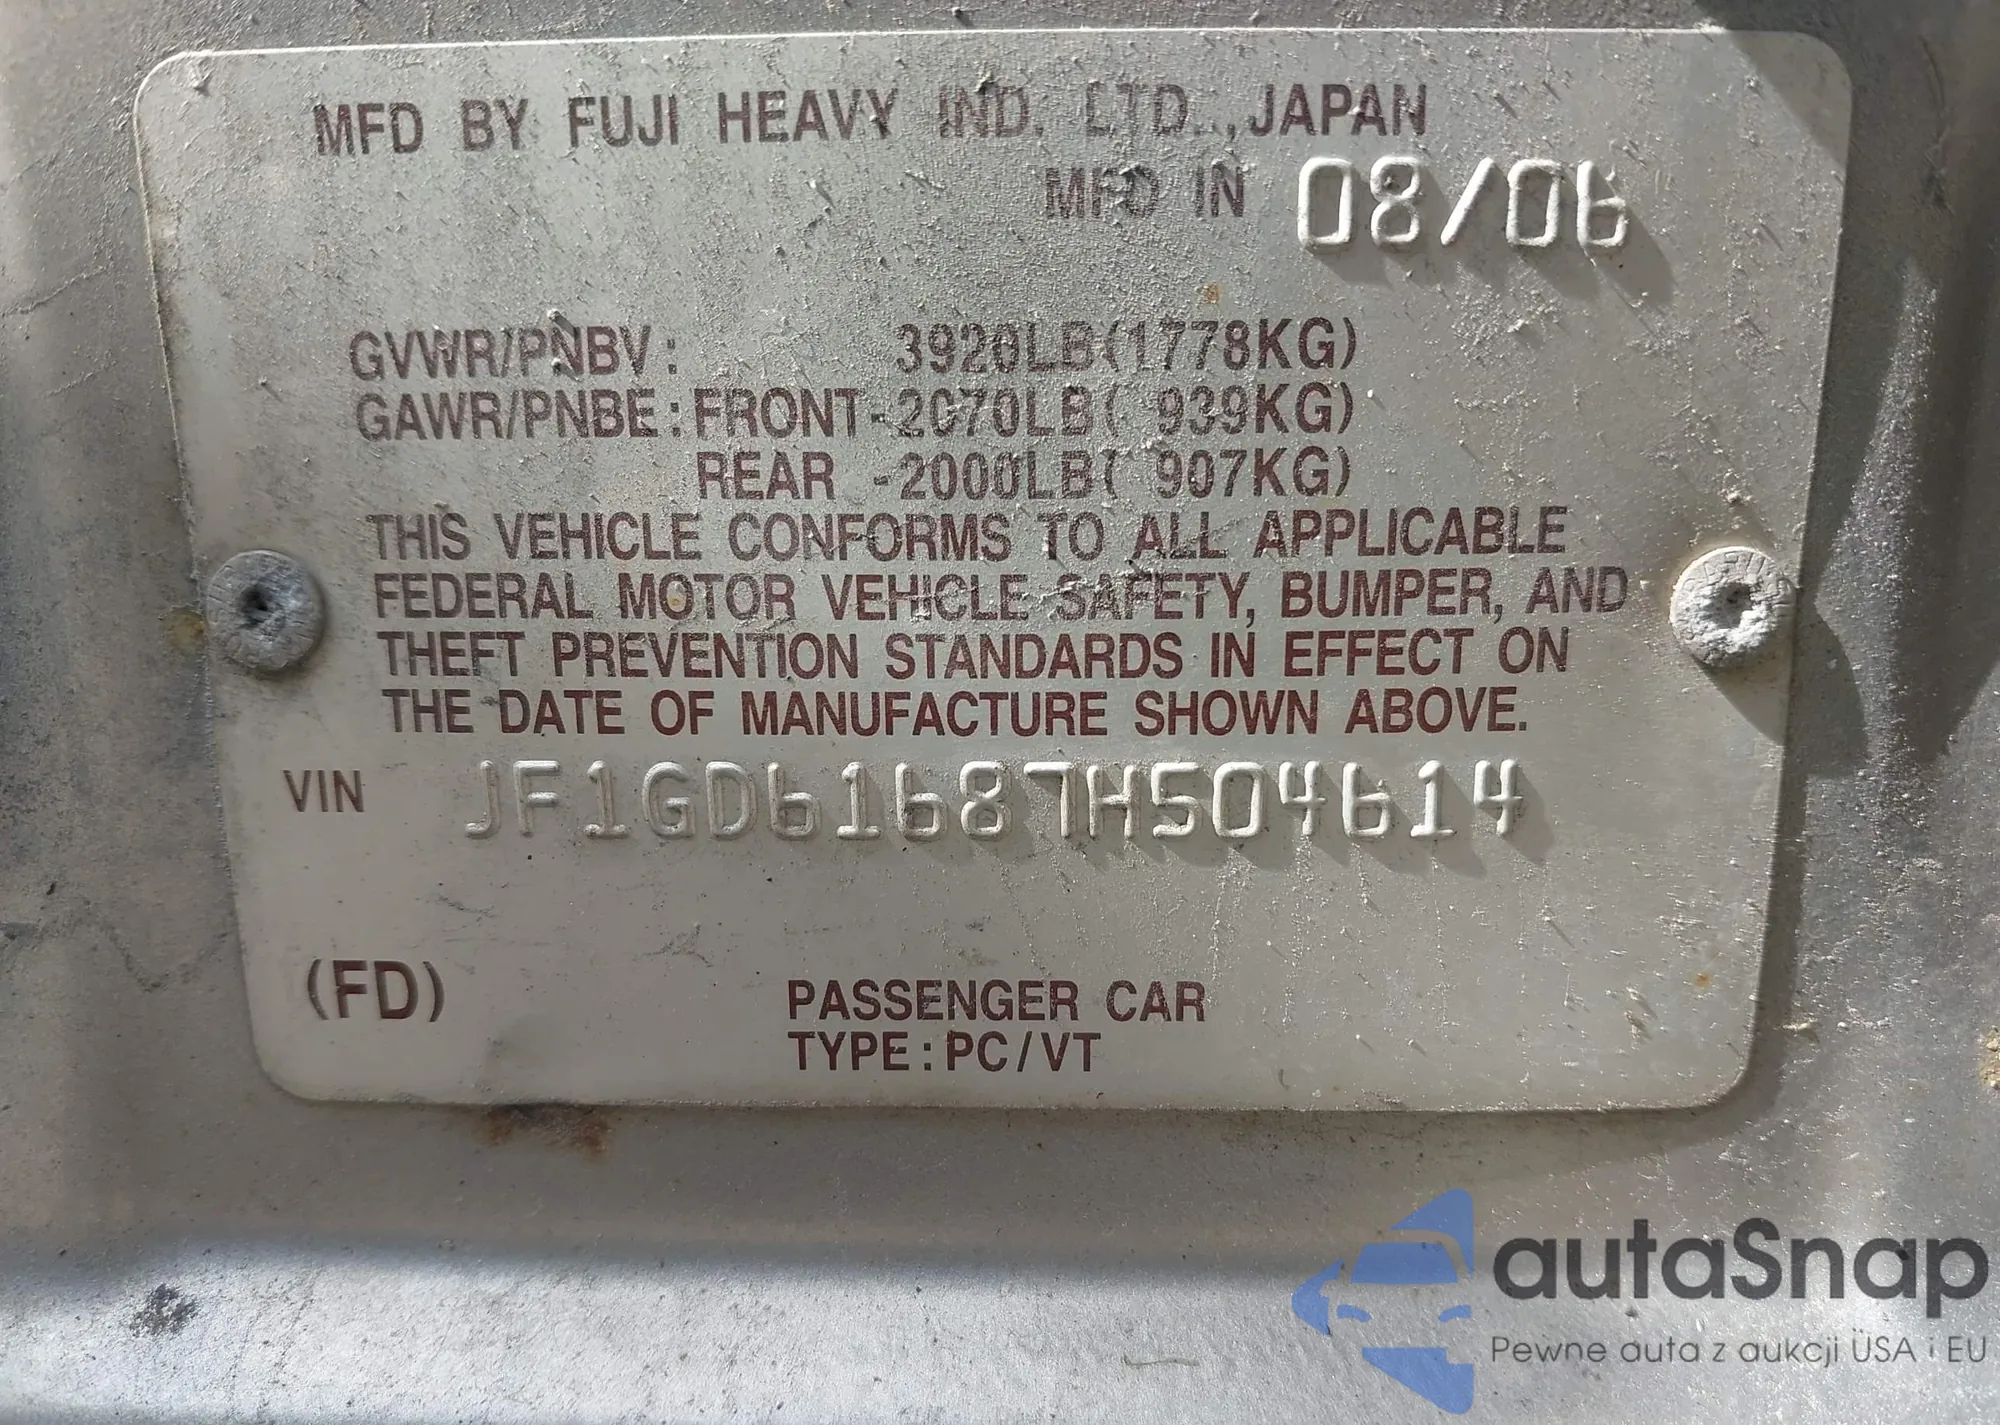 MFD BY FUJI HEAVY IND. LTD., JAPAN
MFD IN 08/06
GVWR/PNBV: 3920LB(1778KG)
GAWR/PNBE: FRONT-2070LB( 939KG)
REAR -2000LB( 907KG)
THIS VEHICLE CONFORMS TO ALL APPLICABLE
FEDERAL MOTOR VEHICLE SAFETY, BUMPER, AND
THEFT PREVENTION STANDARDS IN EFFECT ON
THE DATE OF MANUFACTURE SHOWN ABOVE.
VIN JF1GD61687H504614
(FD)
PASSENGER CAR
TYPE: PC/VT
autaSnap
Pewne auta z aukcji USA i EU